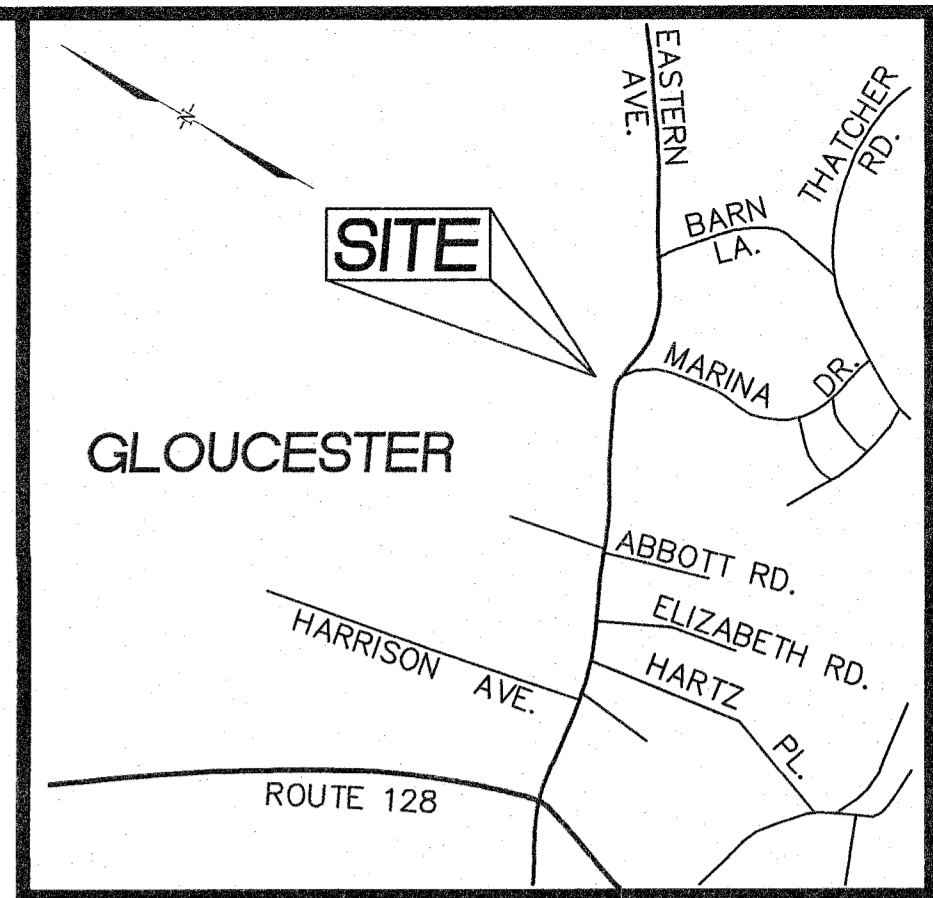 EASTERN
AVE.
THATCHER
RD.
BARN
LA.
SITE
MARINA DR.
GLOUCESTER
ABBOTT RD.
ELIZABETH RD.
HARRISON AVE.
HARTZ PL.
ROUTE 128
N